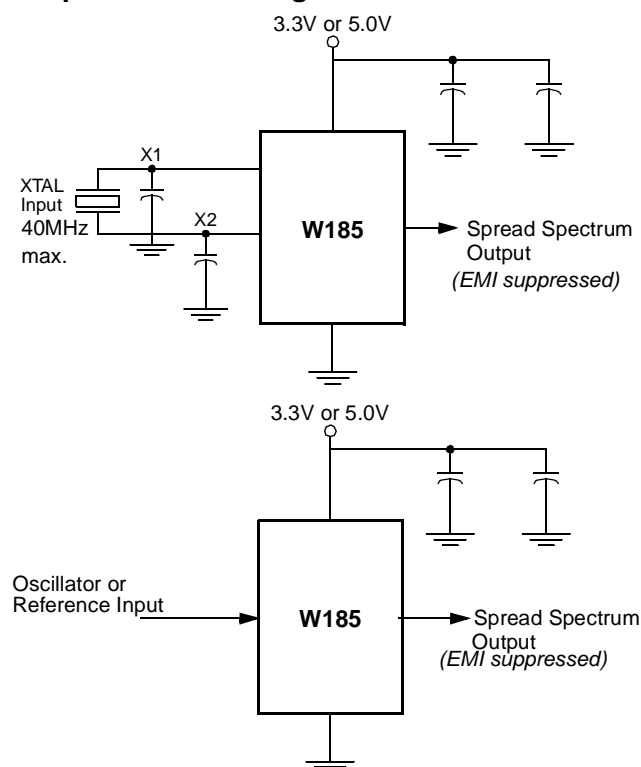 3.3V or 5.0V
X1
XTAL
Input
40MHz
max.
X2
W185
Spread Spectrum
Output
(EMI suppressed)
3.3V or 5.0V
Oscillator or
Reference Input
W185
Spread Spectrum
Output
(EMI suppressed)